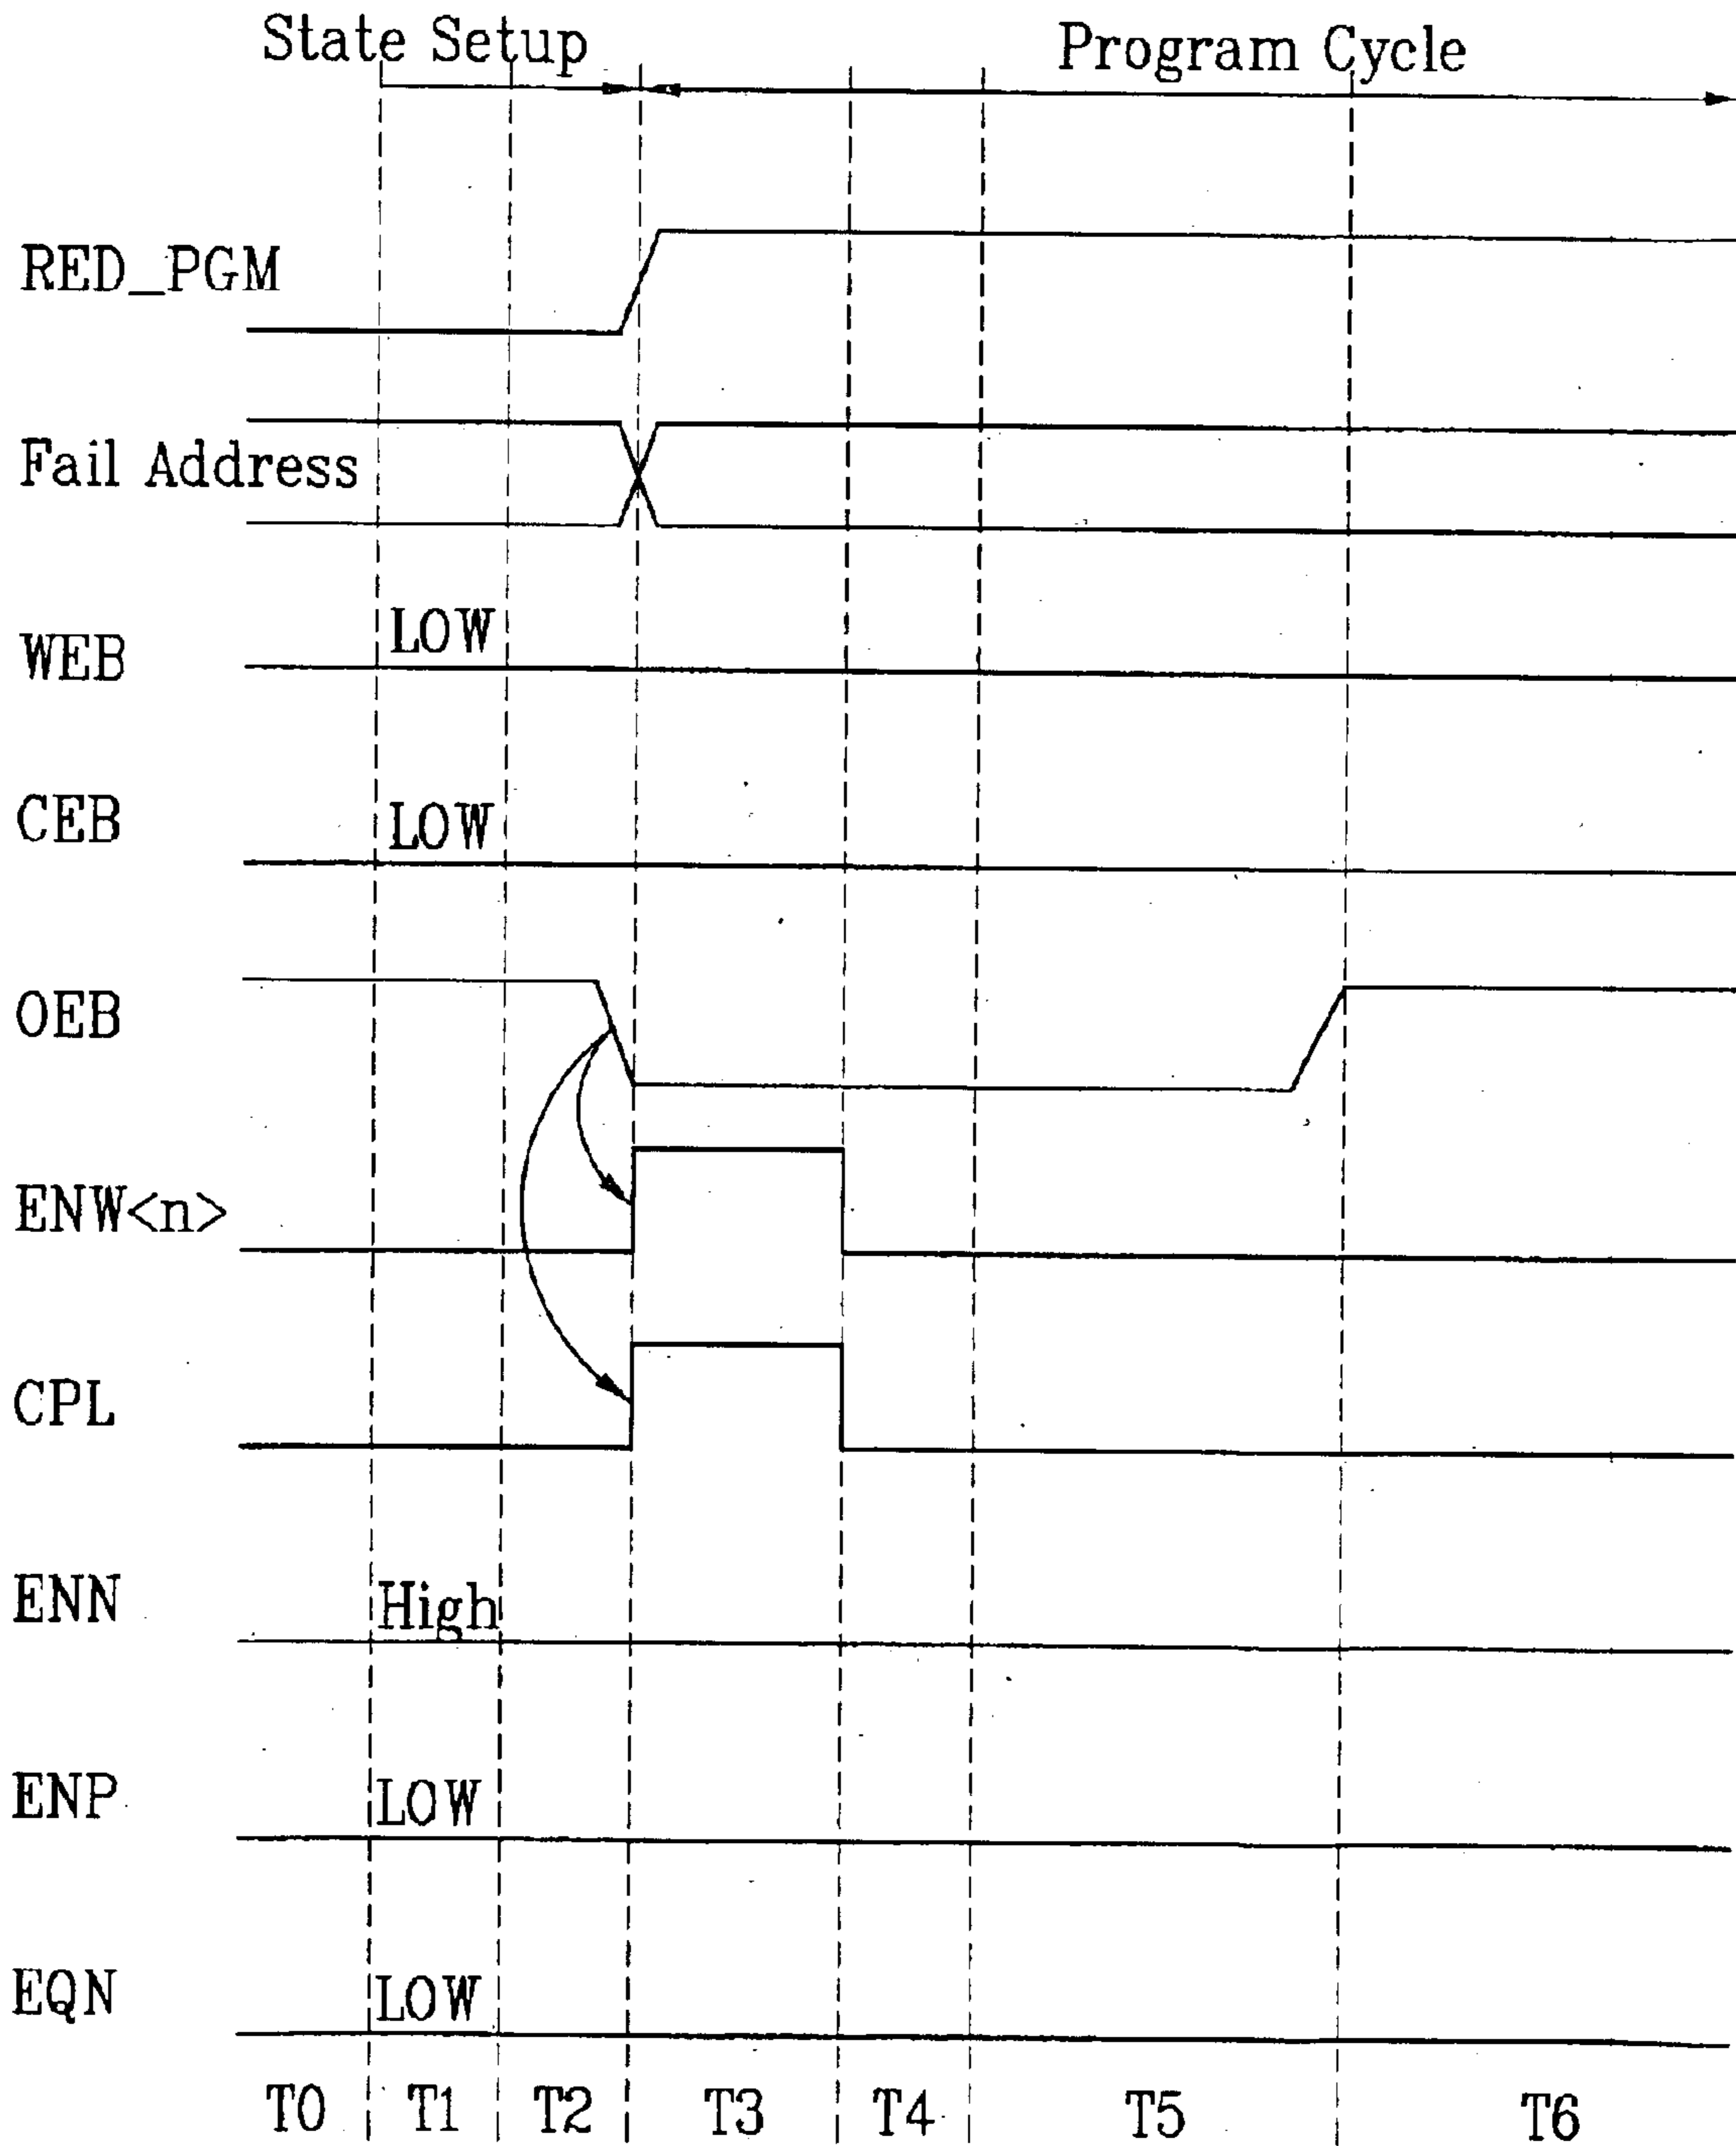 State Setup Program Cycle
RED_PGM
Fail Address
WEB LOW
CEB LOW
OEB
ENW<n>
CPL
ENN High
ENP LOW
EQN LOW
T0 T1 T2 T3 T4 T5 T6